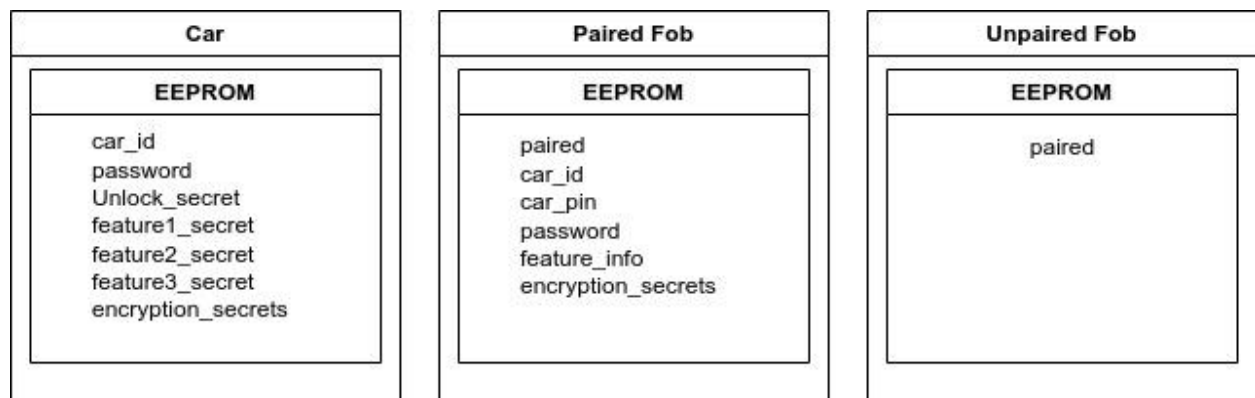 Car
EEPROM
car_id
password
Unlock_secret
feature1_secret
feature2_secret
feature3_secret
encryption_secrets
Paired Fob
EEPROM
paired
car_id
car_pin
password
feature_info
encryption_secrets
Unpaired Fob
EEPROM
paired